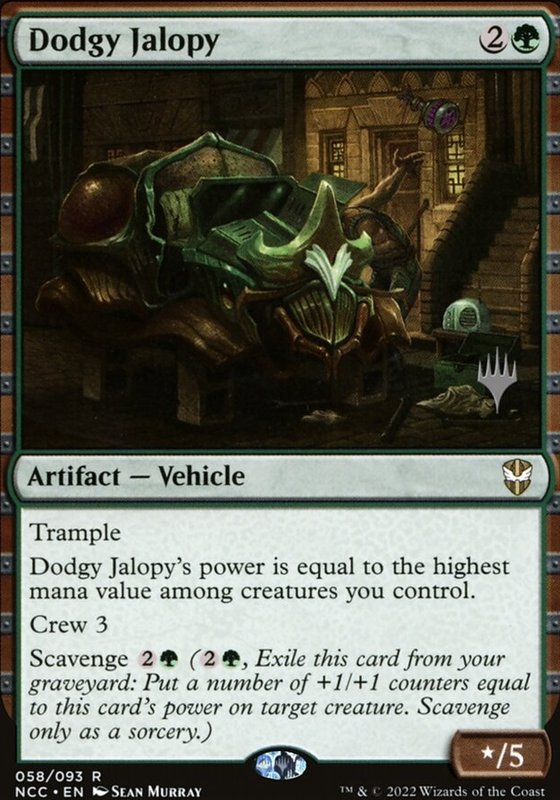 Dodgy Jalopy 2
Artifact — Vehicle
Trample
Dodgy Jalopy's power is equal to the highest
mana value among creatures you control.
Crew 3
Scavenge 2 (2, Exile this card from your
graveyard: Put a number of +1/+1 counters equal
to this card's power on target creature. Scavenge
only as a sorcery.)
*/5
058/093 R
NCC • EN SEAN MURRAY
™ & © 2022 Wizards of the Coast